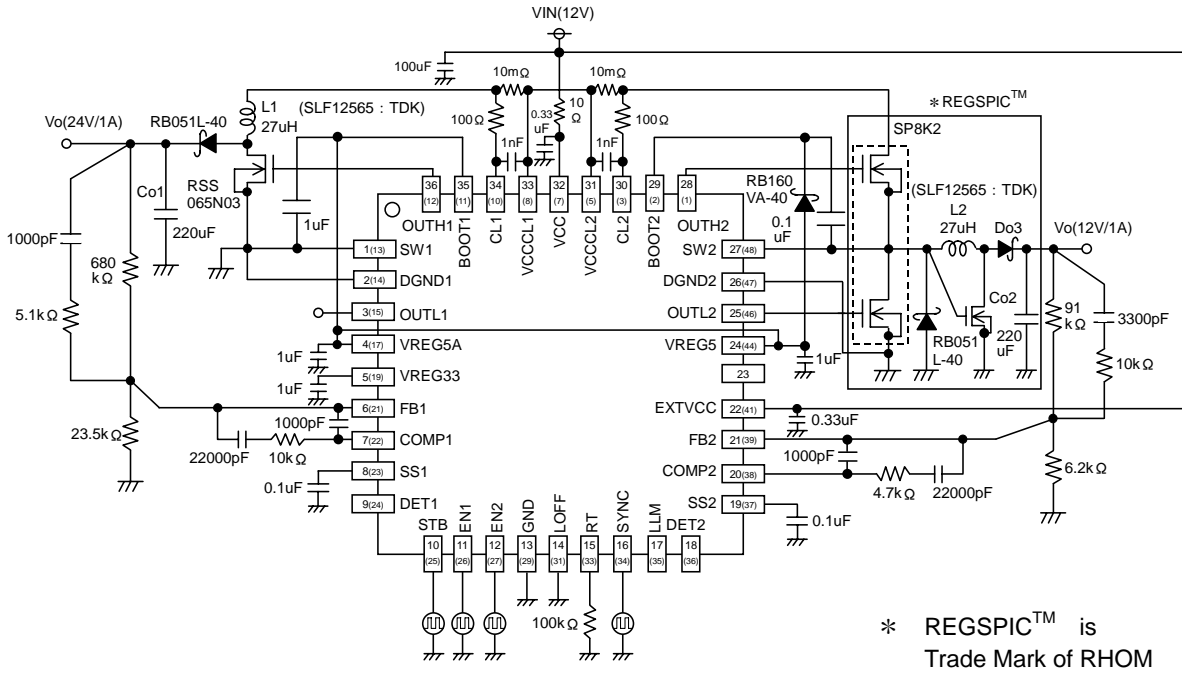 VIN(12V)
100uF
10mΩ
10mΩ
(SLF12565 : TDK)
L1
27uH
Vo(24V/1A)
RB051L-40
100Ω
0.33
uF
10
Ω
100Ω
1nF
1nF
*REGSPIC™
SP8K2
RSS
065N03
Co1
220uF
1uF
1000pF
680
kΩ
5.1kΩ
23.5kΩ
RB160
VA-40
0.1
uF
(SLF12565 : TDK)
L2
27uH
Do3
Vo(12V/1A)
Co2
220
uF
RB051
L-40
91
kΩ
3300pF
10kΩ
6.2kΩ
36
(12)
35
(11)
34
(10)
33
(8)
32
(7)
31
(5)
30
(3)
29
(2)
28
(1)
OUTH1
BOOT1
CL1
VCCCL1
VCC
VCCCL2
CL2
BOOT2
OUTH2
1(13) SW1
2(14) DGND1
3(15) OUTL1
4(17) VREG5A
5(19) VREG33
6(21) FB1
7(22) COMP1
8(23) SS1
9(24) DET1
1uF
1uF
1000pF
22000pF
10kΩ
0.1uF
SW2 27(48)
DGND2 26(47)
OUTL2 25(46)
VREG5 24(44)
23
EXTVCC 22(41)
FB2 21(39)
COMP2 20(38)
SS2 19(37)
1uF
0.33uF
1000pF
4.7kΩ
22000pF
0.1uF
STB
EN1
EN2
GND
LOFF
RT
SYNC
LLM
DET2
10
(25)
11
(26)
12
(27)
13
(29)
14
(31)
15
(33)
16
(34)
17
(35)
18
(36)
100kΩ
* REGSPIC™ is
Trade Mark of RHOM